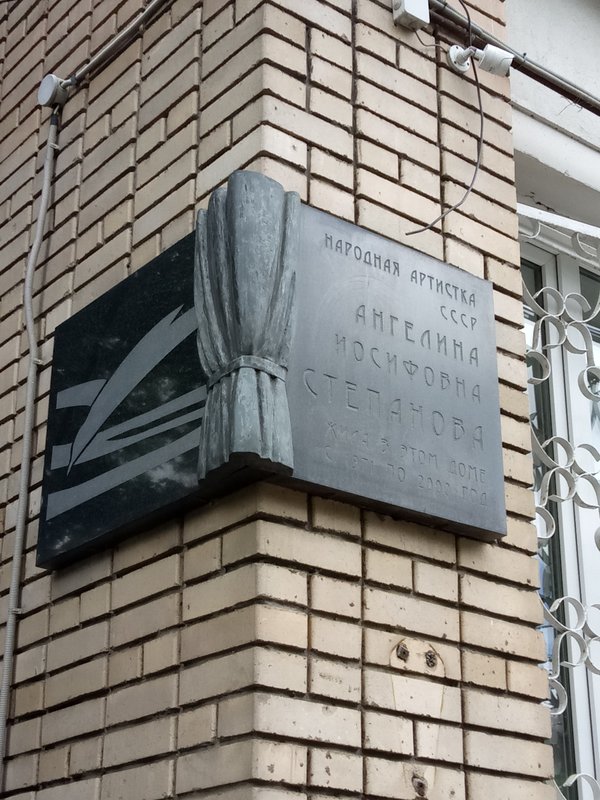 НАРОДНАЯ АРТИСТКА
СССР
АНГЕЛИНА
ИОСИФОВНА
СТЕПАНОВА
ЖИЛА В ЭТОМ ДОМЕ
С ПО 2000 ГОД